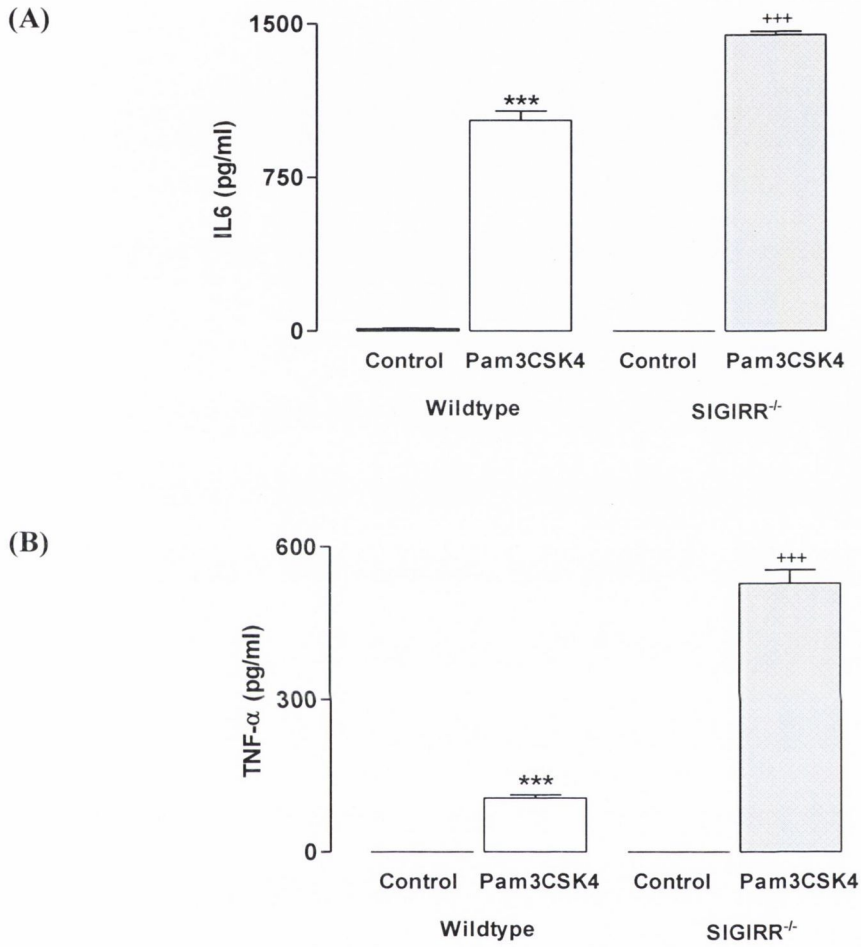 (A)
IL6 (pg/ml)
1500
750
0
***
+++
Control Pam3CSK4 Control Pam3CSK4
Wildtype SIGIRR-/-
(B)
TNF-α (pg/ml)
600
300
0
***
+++
Control Pam3CSK4 Control Pam3CSK4
Wildtype SIGIRR-/-